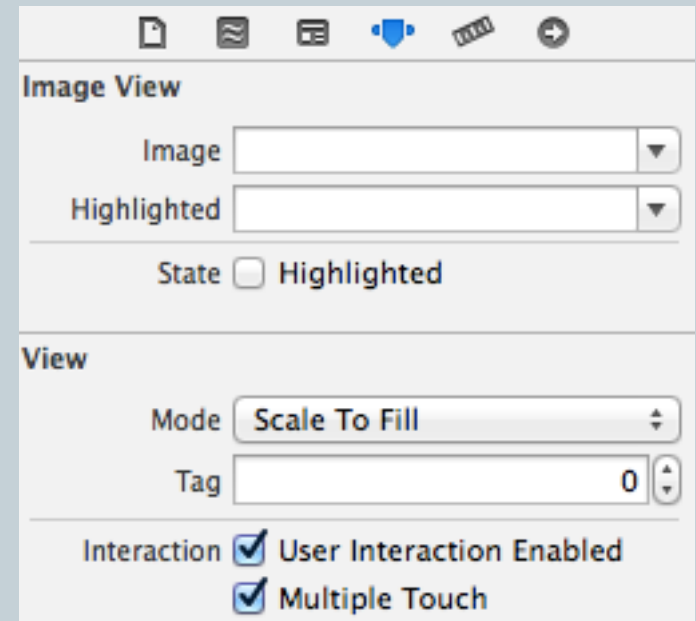 Image View
Image
Highlighted
State Highlighted
View
Mode Scale To Fill
Tag 0
Interaction User Interaction Enabled
Multiple Touch